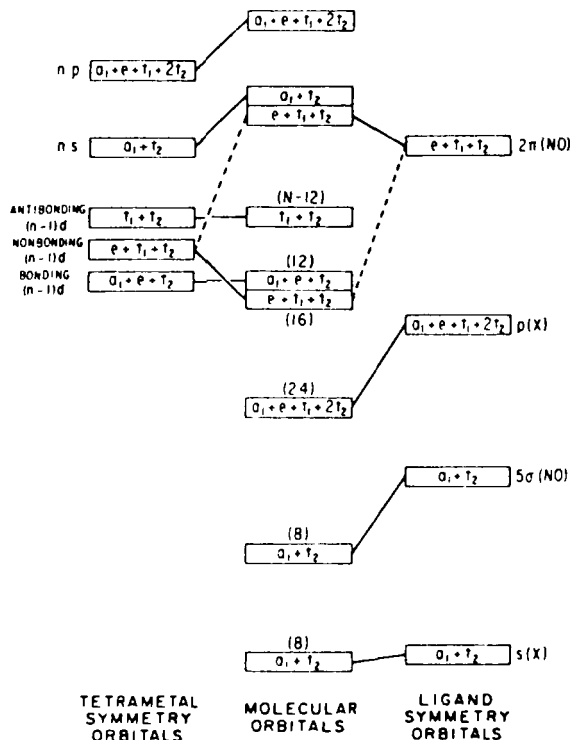 a₁+e+t₁+2t₂
n p a₁+e+t₁+2t₂
a₁+t₂
e+t₁+t₂
n s a₁+t₂
e+t₁+t₂ 2π(NO)
(N-12)
ANTIBONDING
(n-1)d
t₁+t₂
t₁+t₂
NONBONDING
(n-1)d
e+t₁+t₂
(12)
BONDING
(n-1)d
a₁+e+t₂
a₁+e+t₂
e+t₁+t₂
(16)
a₁+e+t₁+2t₂ p(X)
(24)
a₁+e+t₁+2t₂
a₁+t₂ 5σ(NO)
(8)
a₁+t₂
(8)
a₁+t₂
a₁+t₂ s(X)
TETRAMETAL
SYMMETRY
ORBITALS
MOLECULAR
ORBITALS
LIGAND
SYMMETRY
ORBITALS